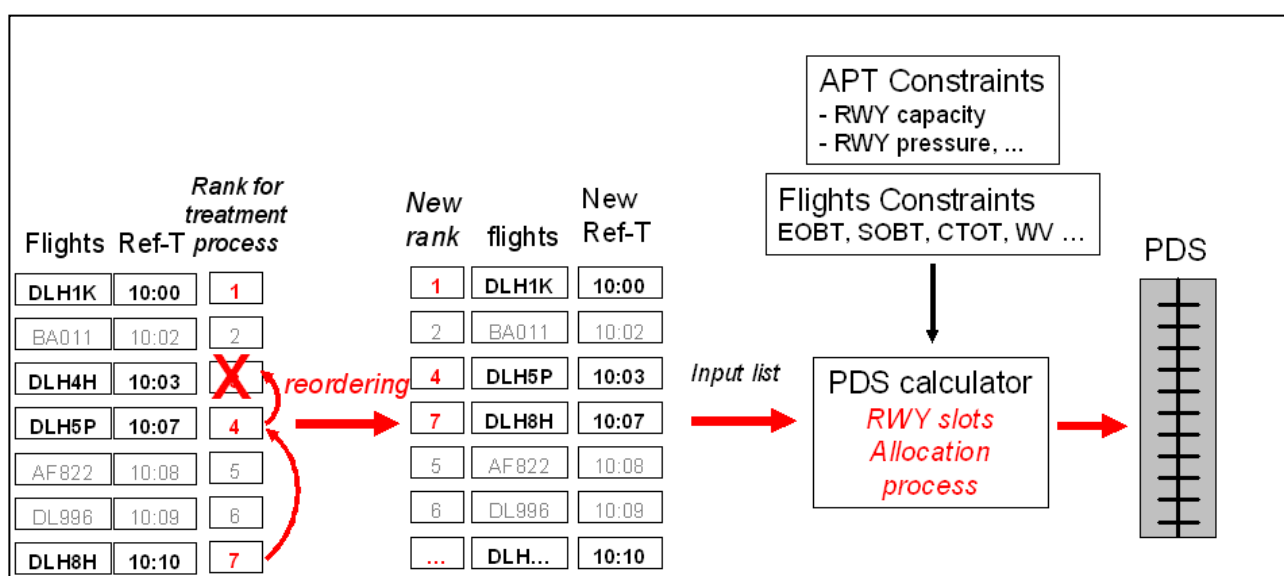 APT Constraints
- RWY capacity
- RWY pressure, ...
Flights Constraints
EOBT, SOBT, CTOT, WV ...
Rank for
treatment
process
Flights Ref-T
DLH1K 10:00 1
BA011 10:02 2
DLH4H 10:03 X
DLH5P 10:07 4
AF822 10:08 5
DL996 10:09 6
DLH8H 10:10 7
reordering
New
rank
flights
New
Ref-T
1 DLH1K 10:00
2 BA011 10:02
4 DLH5P 10:03
7 DLH8H 10:07
5 AF822 10:08
6 DL996 10:09
... DLH... 10:10
Input list
PDS calculator
RWY slots
Allocation
process
PDS